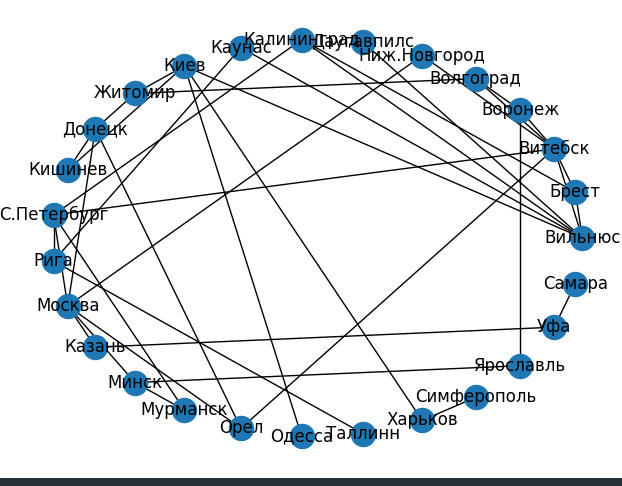 Калининград
Даугавпилс
Каунас
Ниж.Новгород
Киев
Волгоград
Житомир
Воронеж
Донецк
Витебск
Кишинев
Брест
С.Петербург
Вильнюс
Рига
Самара
Москва
Уфа
Казань
Ярославль
Минск
Симферополь
Мурманск
Харьков
Орел
Таллинн
Одесса